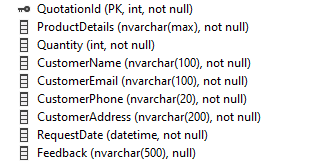 QuotationId (PK, int, not null)
ProductDetails (nvarchar(max), not null)
Quantity (int, not null)
CustomerName (nvarchar(100), not null)
CustomerEmail (nvarchar(100), not null)
CustomerPhone (nvarchar(20), not null)
CustomerAddress (nvarchar(200), not null)
RequestDate (datetime, not null)
Feedback (nvarchar(500), null)